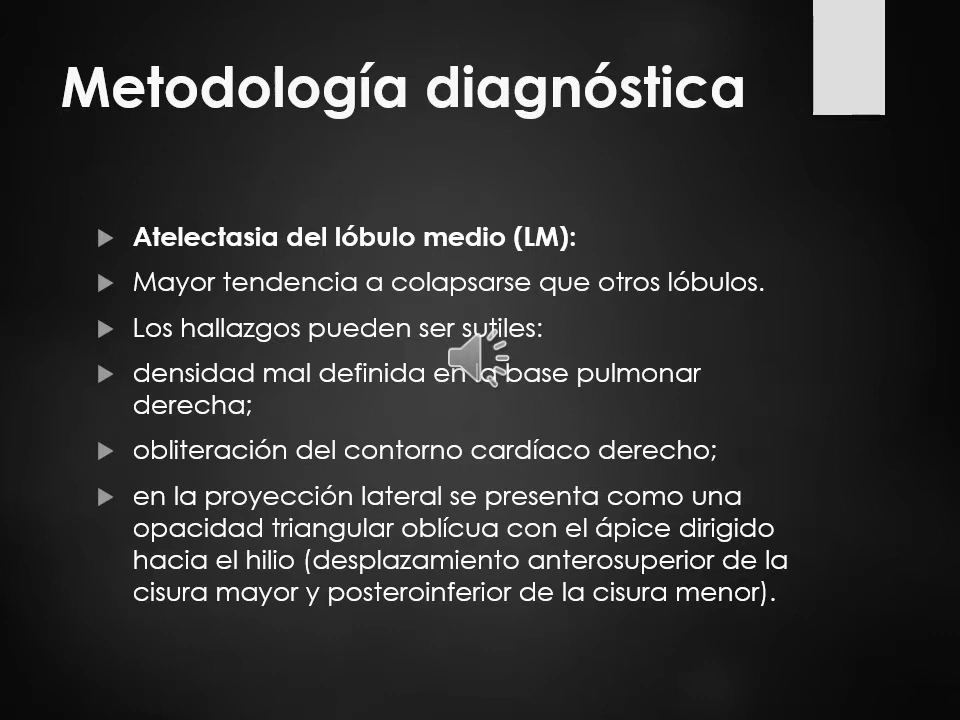 Metodología diagnóstica
Atelectasia del lóbulo medio (LM):
Mayor tendencia a colapsarse que otros lóbulos.
Los hallazgos pueden ser sutiles:
densidad mal definida en la base pulmonar
derecha;
obliteración del contorno cardíaco derecho;
en la proyección lateral se presenta como una
opacidad triangular oblícua con el ápice dirigido
hacia el hilio (desplazamiento anterosuperior de la
cisura mayor y posteroinferior de la cisura menor).